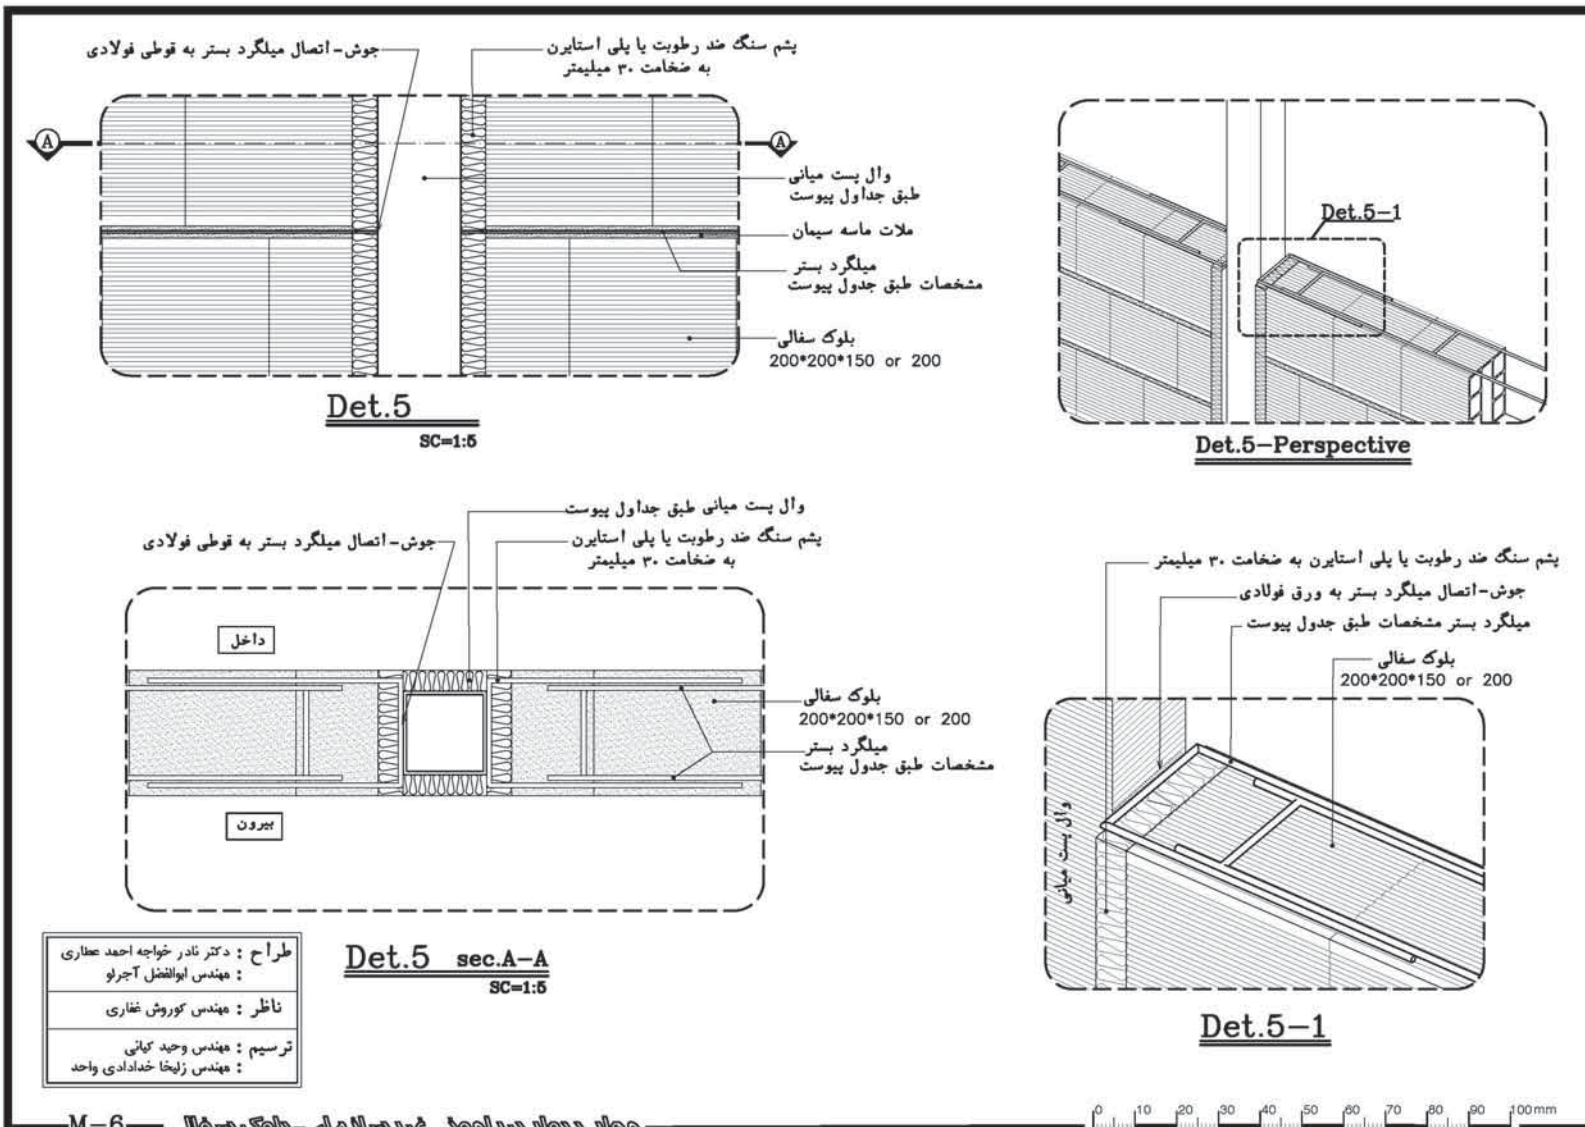 جوش-اتصال میلگرد بستر به قوطی فولادی
پشم سنگ ضد رطوبت یا پلی استایرن
به ضخامت ۳۰ میلیمتر
A
A
وال پست میانی
طبق جداول پیوست
ملات ماسه سیمان
میلگرد بستر
مشخصات طبق جدول پیوست
بلوک سفالی
200*200*150 or 200
Det.5
SC=1:5
Det.5-1
Det.5-Perspective
وال پست میانی طبق جداول پیوست
جوش-اتصال میلگرد بستر به قوطی فولادی
پشم سنگ ضد رطوبت یا پلی استایرن
به ضخامت ۳۰ میلیمتر
داخل
بلوک سفالی
200*200*150 or 200
میلگرد بستر
مشخصات طبق جدول پیوست
بیرون
Det.5 sec.A-A
SC=1:5
پشم سنگ ضد رطوبت یا پلی استایرن به ضخامت ۳۰ میلیمتر
جوش-اتصال میلگرد بستر به ورق فولادی
میلگرد بستر مشخصات طبق جدول پیوست
بلوک سفالی
200*200*150 or 200
وال پست میانی
Det.5-1
طراح : دکتر نادر خواجه احمد عطاری
: مهندس ابوالفضل آجرلو
ناظر : مهندس کوروش غفاری
ترسیم : مهندس وحید کیانی
: مهندس زلیخا خدادادی واحد
M-6
0 10 20 30 40 50 60 70 80 90 100mm